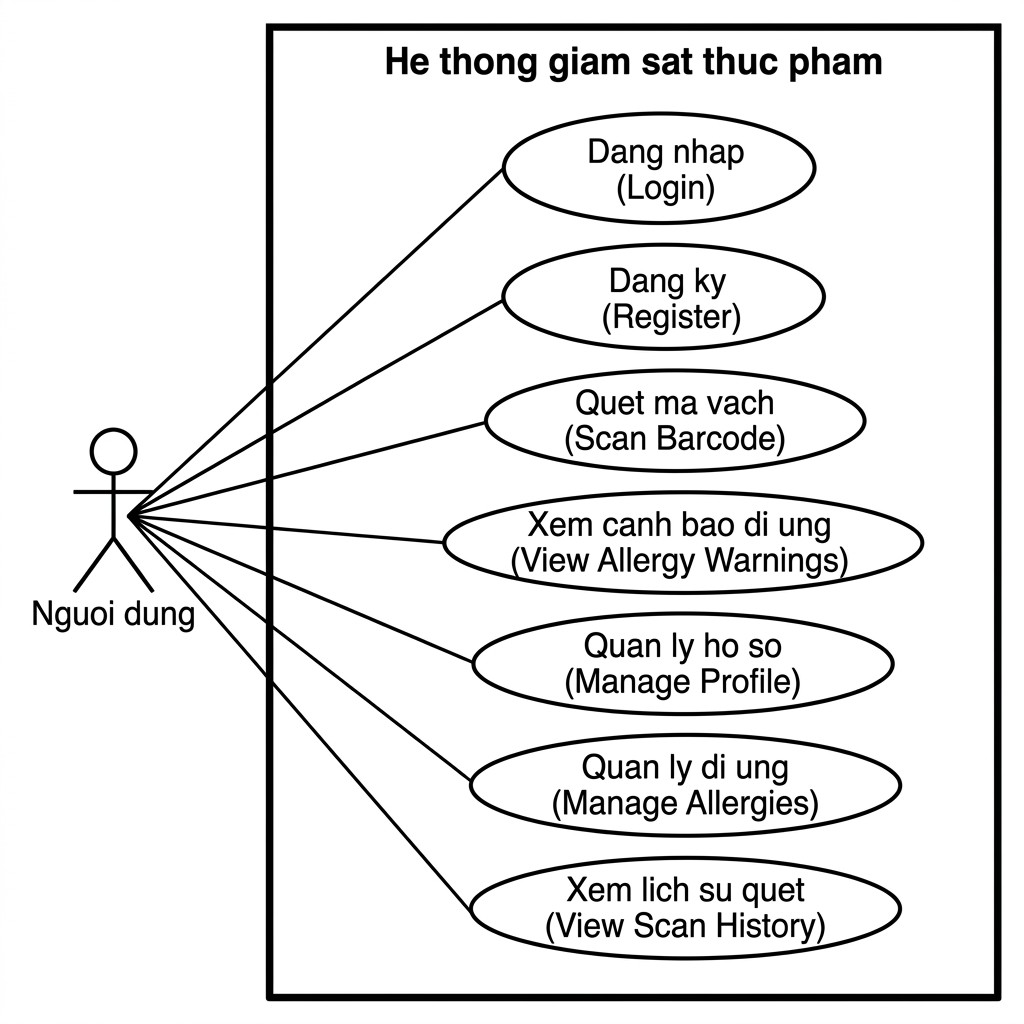 He thong giam sat thuc pham
Dang nhap
(Login)
Dang ky
(Register)
Quet ma vach
(Scan Barcode)
Xem canh bao di ung
(View Allergy Warnings)
Nguoi dung
Quan ly ho so
(Manage Profile)
Quan ly di ung
(Manage Allergies)
Xem lich su quet
(View Scan History)